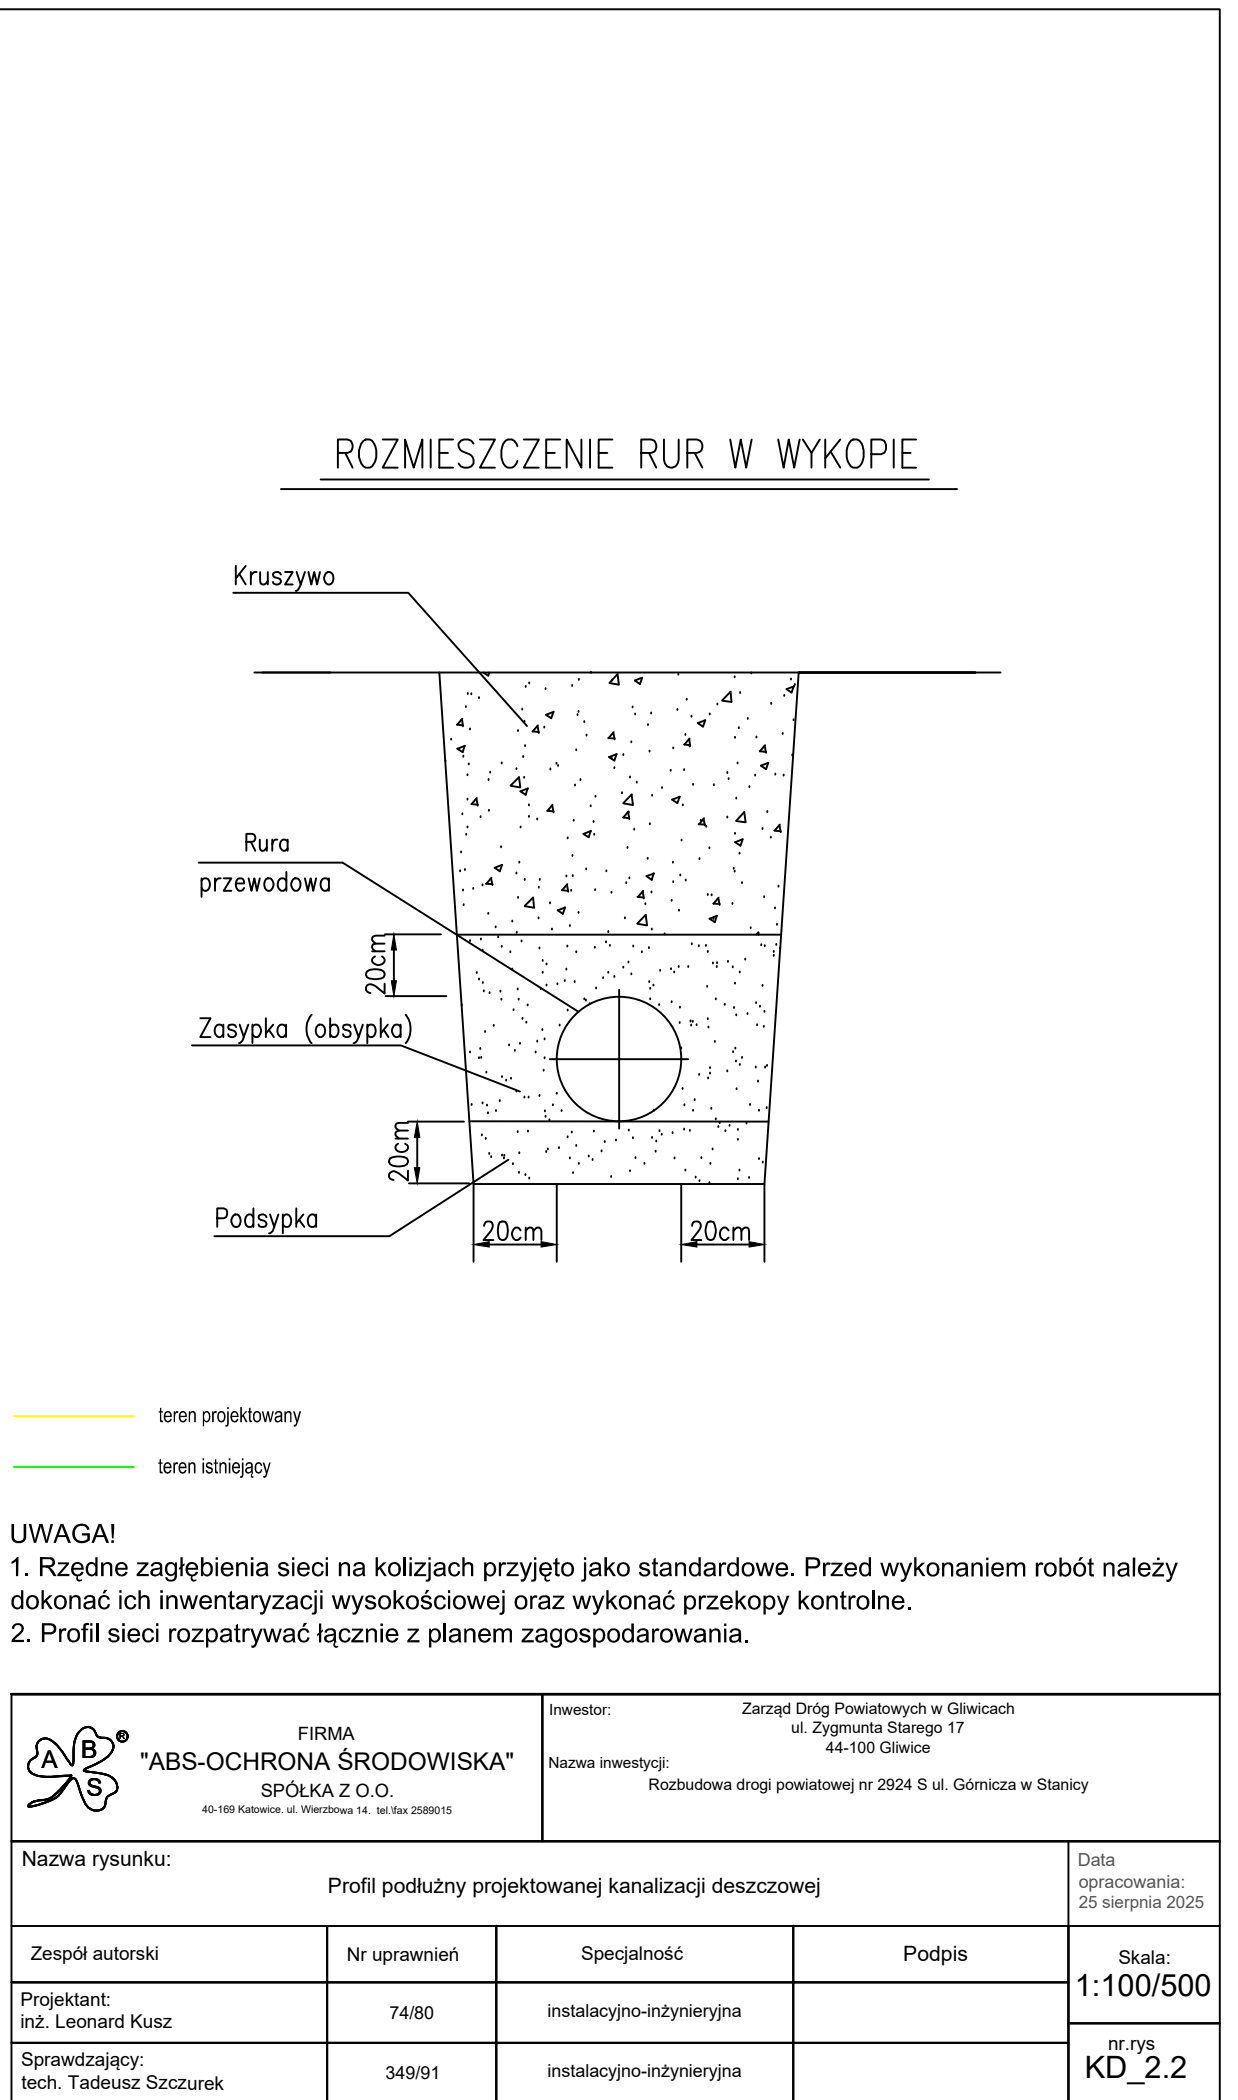 ROZMIESZCZENIE RUR W WYKOPIE
Kruszywo
Rura
przewodowa
20cm
Zasypka (obsypka)
20cm
Podsypka
20cm
20cm
teren projektowany
teren istniejący
UWAGA!
1. Rzędne zagłębienia sieci na kolizjach przyjęto jako standardowe. Przed wykonaniem robót należy
dokonać ich inwentaryzacji wysokościowej oraz wykonać przekopy kontrolne.
2. Profil sieci rozpatrywać łącznie z planem zagospodarowania.
A B S ®
FIRMA
"ABS-OCHRONA ŚRODOWISKA"
SPÓŁKA Z O.O.
40-169 Katowice. ul. Wierzbowa 14. tel.\fax 2589015
Inwestor:
Zarząd Dróg Powiatowych w Gliwicach
ul. Zygmunta Starego 17
44-100 Gliwice
Nazwa inwestycji:
Rozbudowa drogi powiatowej nr 2924 S ul. Górnicza w Stanicy
Nazwa rysunku:
Profil podłużny projektowanej kanalizacji deszczowej
Data
opracowania:
25 sierpnia 2025
Zespół autorski
Nr uprawnień
Specjalność
Podpis
Skala:
1:100/500
Projektant:
inż. Leonard Kusz
74/80
instalacyjno-inżynieryjna
Sprawdzający:
tech. Tadeusz Szczurek
349/91
instalacyjno-inżynieryjna
nr.rys
KD_2.2